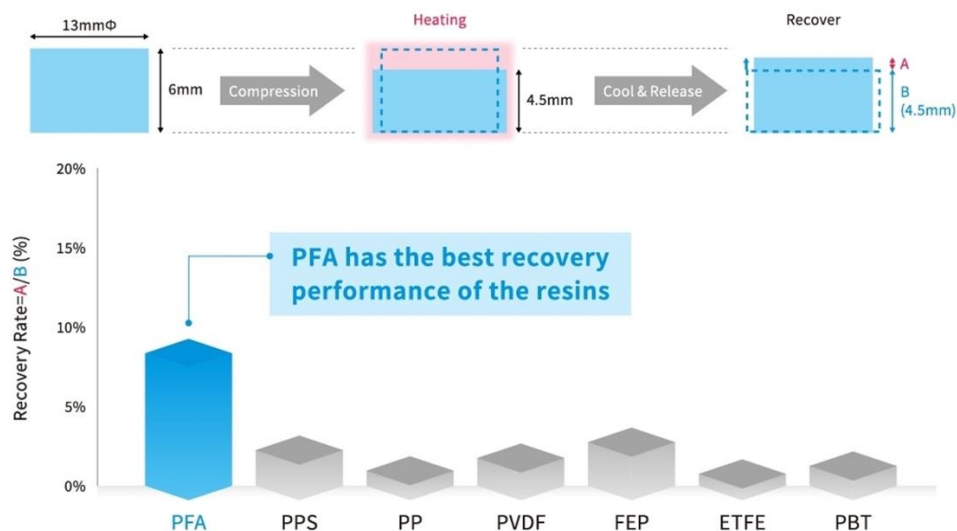 13mmΦ
6mm
Compression
Heating
4.5mm
Cool & Release
Recover
A
B
(4.5mm)
Recovery Rate=A/B (%)
20%
15%
10%
5%
0%
PFA has the best recovery
performance of the resins
PFA PPS PP PVDF FEP ETFE PBT